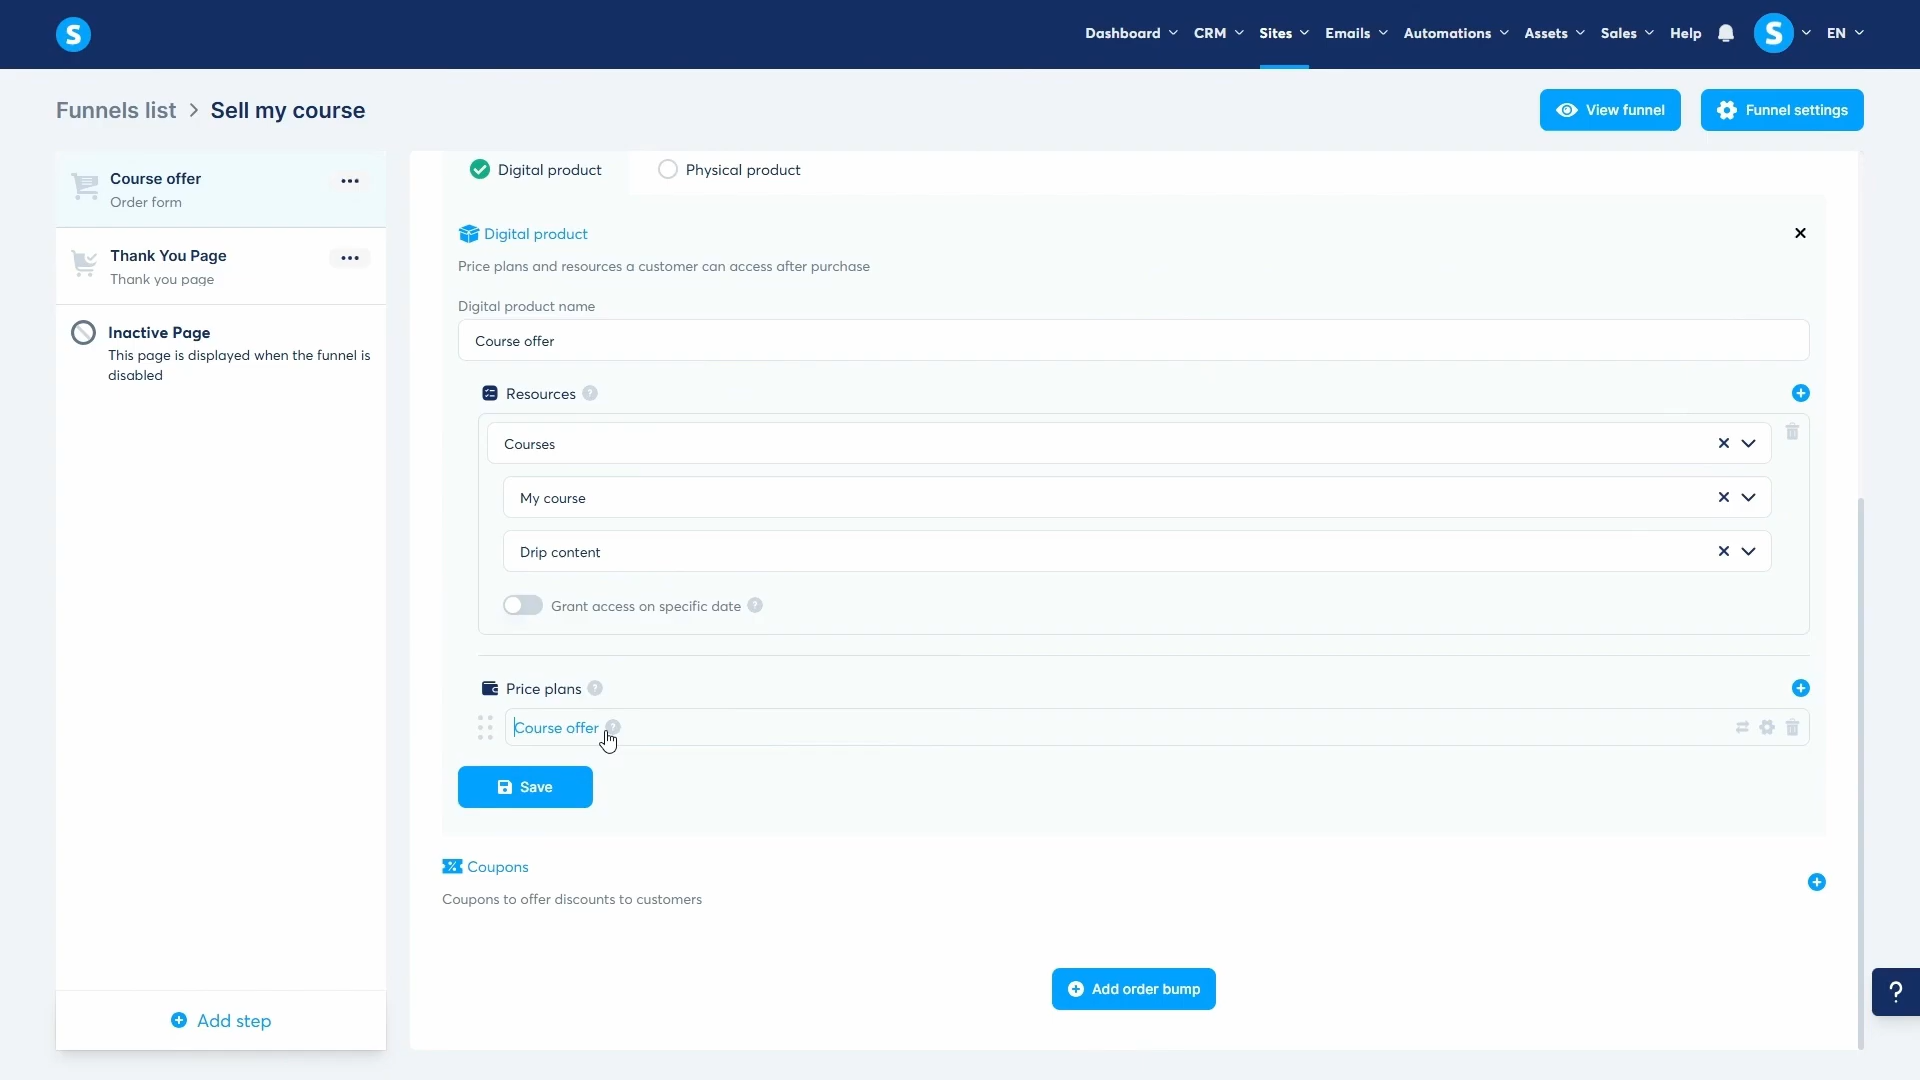 S
Dashboard CRM Sites Emails Automations Assets Sales Help S EN
Funnels list > Sell my course
View funnel
Funnel settings
Course offer
Order form
Thank You Page
Thank you page
Inactive Page
This page is displayed when the funnel is
disabled
Add step
Digital product
Physical product
Digital product
Price plans and resources a customer can access after purchase
Digital product name
Course offer
Resources ?
Courses
My course
Drip content
Grant access on specific date ?
Price plans ?
Course offer ?
Save
% Coupons
Coupons to offer discounts to customers
Add order bump
?